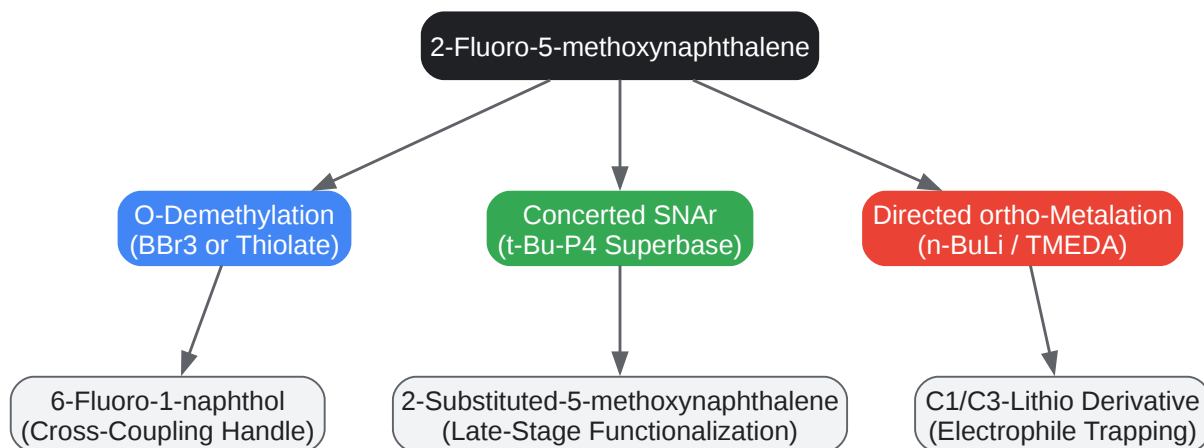 2-Fluoro-5-methoxynaphthalene
O-Demethylation
(BBr3 or Thiolate)
Concerted SNAr
(t-Bu-P4 Superbase)
Directed ortho-Metalation
(n-BuLi / TMEDA)
6-Fluoro-1-naphthol
(Cross-Coupling Handle)
2-Substituted-5-methoxynaphthalene
(Late-Stage Functionalization)
C1/C3-Lithio Derivative
(Electrophile Trapping)